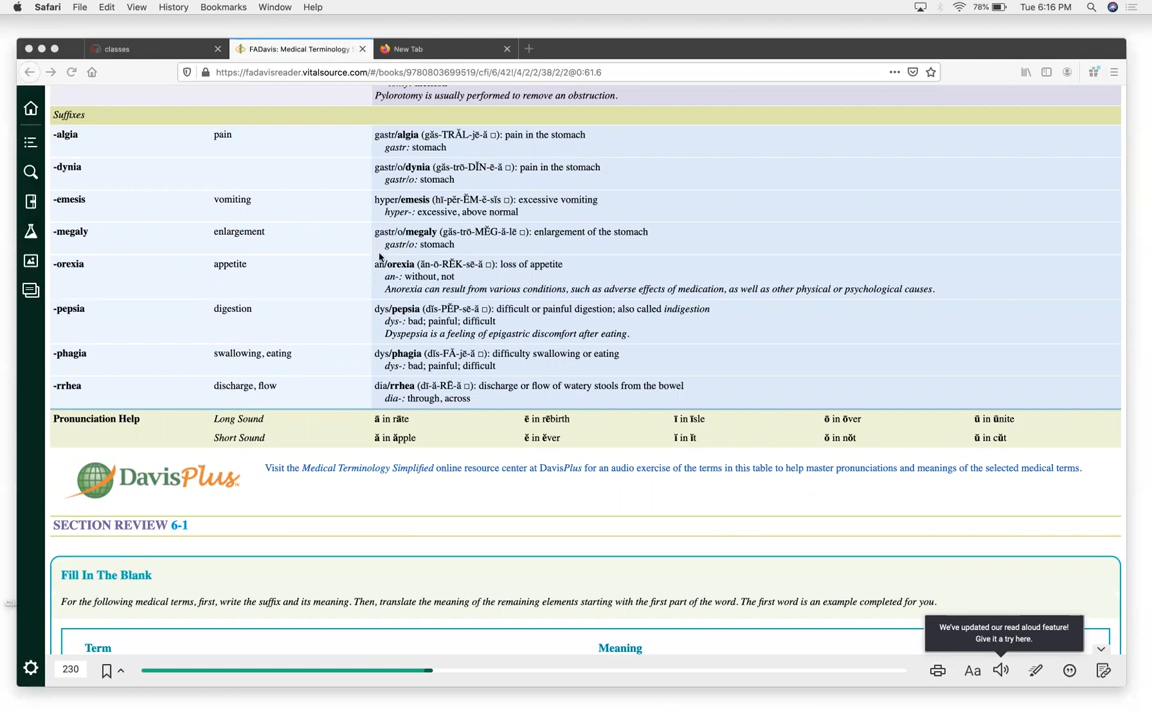 Safari File Edit View History Bookmarks Window Help 78% Tue 6:16 PM
classes FADavis: Medical Terminology New Tab
https://fadavisreader.vitalsource.com/#/books/9780803699519/cfi/6/42!/4/2/2/38/2/2@0:61.6
Pylorotomy is usually performed to remove an obstruction.
Suffixes
-algia pain gastr/algia (găs-TRĂL-jē-ă □): pain in the stomach
gastr: stomach
-dynia gastr/o/dynia (găs-trō-DĬN-ē-ă □): pain in the stomach
gastr/o: stomach
-emesis vomiting hyper/emesis (hī-pĕr-ĔM-ĕ-sĭs □): excessive vomiting
hyper-: excessive, above normal
-megaly enlargement gastr/o/megaly (găs-trō-MĔG-ă-lē □): enlargement of the stomach
gastr/o: stomach
-orexia appetite an/orexia (ăn-ō-RĔK-sē-ă □): loss of appetite
an-: without, not
Anorexia can result from various conditions, such as adverse effects of medication, as well as other physical or psychological causes.
-pepsia digestion dys/pepsia (dĭs-PĔP-sē-ă □): difficult or painful digestion; also called indigestion
dys-: bad; painful; difficult
Dyspepsia is a feeling of epigastric discomfort after eating.
-phagia swallowing, eating dys/phagia (dĭs-FĀ-jē-ă □): difficulty swallowing or eating
dys-: bad; painful; difficult
-rrhea discharge, flow dia/rrhea (dī-ă-RĒ-ă □): discharge or flow of watery stools from the bowel
dia-: through, across
Pronunciation Help Long Sound ā in rāte ē in rēbirth ī in īsle ō in ōver ū in ūnite
Short Sound ă in ăpple ĕ in ĕver ĭ in ĭt ŏ in nŏt ŭ in cŭt
DavisPlus Visit the Medical Terminology Simplified online resource center at DavisPlus for an audio exercise of the terms in this table to help master pronunciations and meanings of the selected medical terms.
SECTION REVIEW 6-1
Fill In The Blank
For the following medical terms, first, write the suffix and its meaning. Then, translate the meaning of the remaining elements starting with the first part of the word. The first word is an example completed for you.
We've updated our read aloud feature!
Give it a try here.
Term Meaning
230 Aa